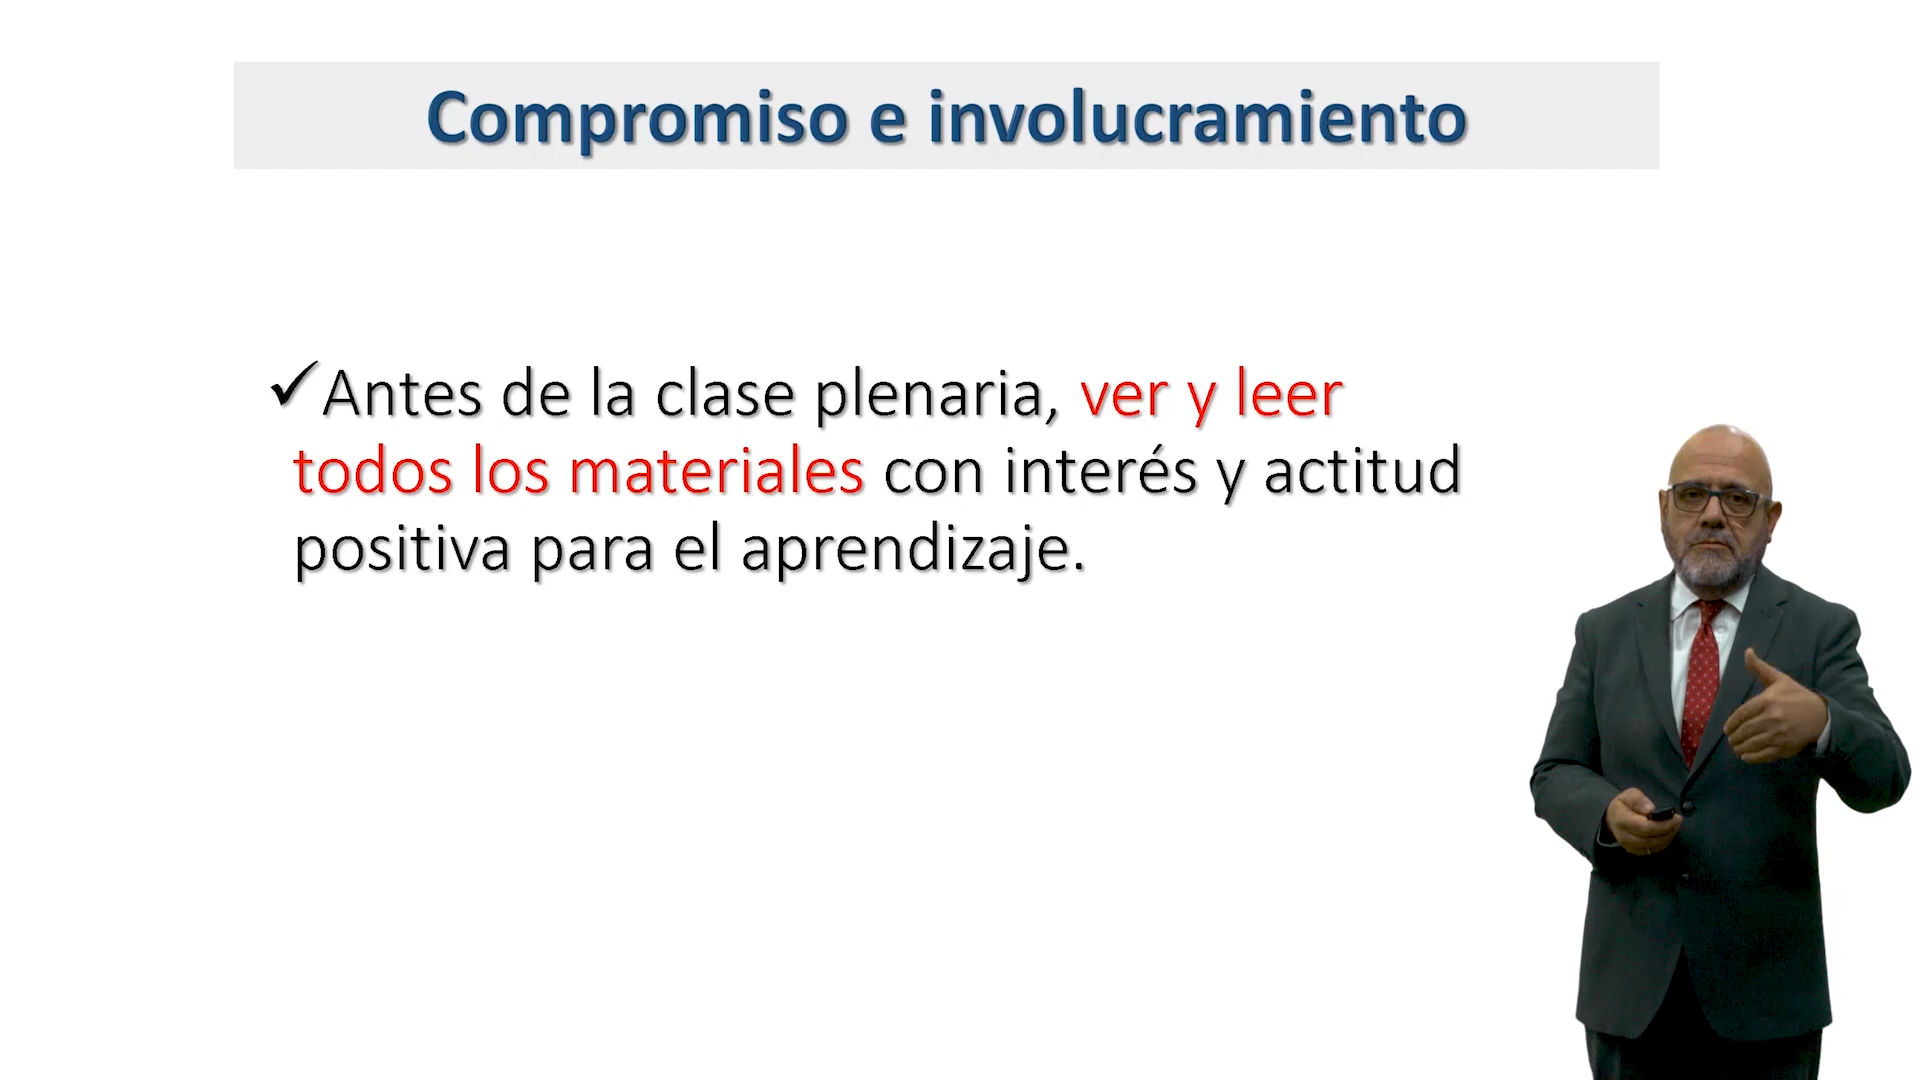 Compromiso e involucramiento
✓Antes de la clase plenaria, ver y leer
todos los materiales con interés y actitud
positiva para el aprendizaje.